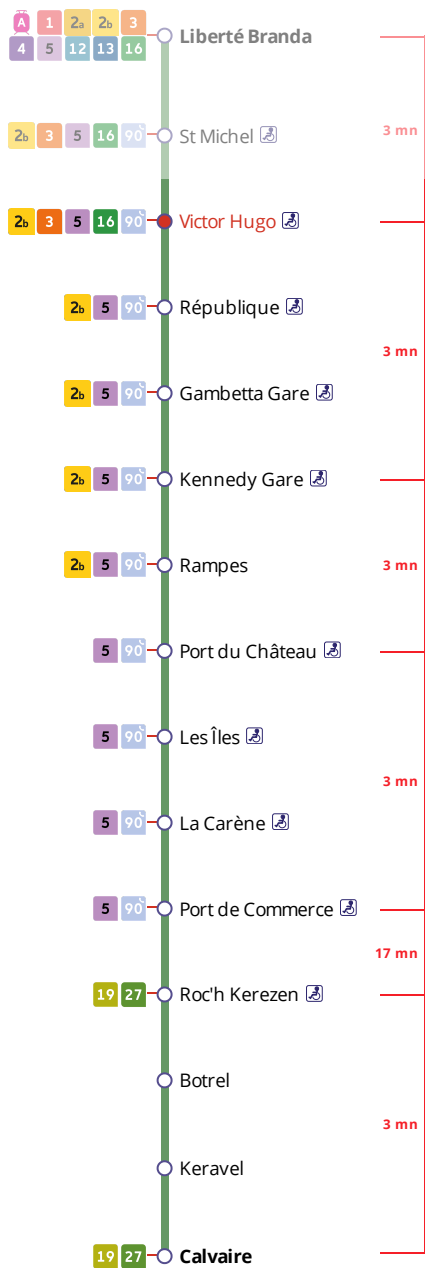 A 1 2a 2b 3
4 5 12 13 16 Liberté Branda
3 mn
2b 3 5 16 90 St Michel
2b 3 5 16 90 Victor Hugo
2b 5 90 République
3 mn
2b 5 90 Gambetta Gare
2b 5 90 Kennedy Gare
2b 5 90 Rampes
3 mn
5 90 Port du Château
5 90 Les Îles
3 mn
5 90 La Carène
5 90 Port de Commerce
17 mn
19 27 Roc'h Kerezen
Botrel
3 mn
Keravel
19 27 Calvaire